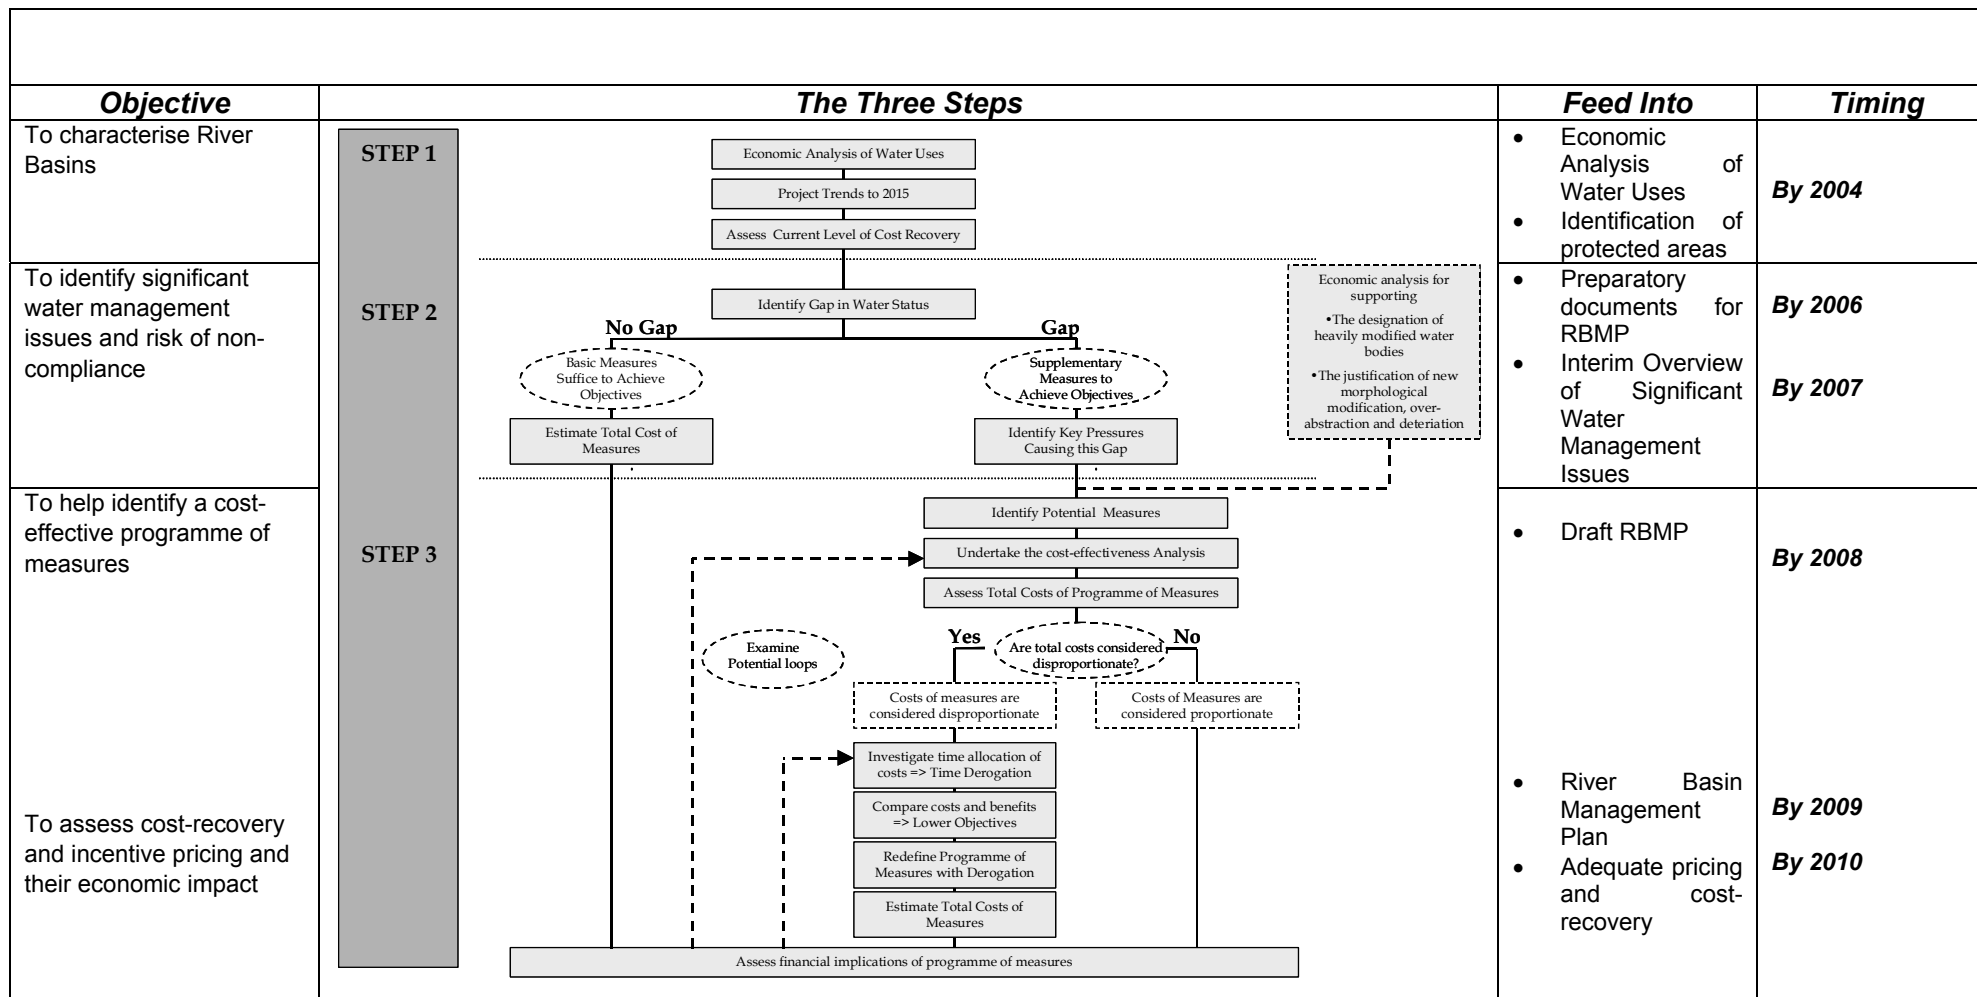 Objective
The Three Steps
Feed Into
Timing
To characterise River
Basins
STEP 1
Economic Analysis of Water Uses
Project Trends to 2015
Assess Current Level of Cost Recovery
• Economic
Analysis of
Water Uses
• Identification of
protected areas
By 2004
To identify significant
water management
issues and risk of non-
compliance
STEP 2
Identify Gap in Water Status
No Gap
Gap
Basic Measures
Suffice to Achieve
Objectives
Supplementary
Measures to
Achieve Objectives
Estimate Total Cost of
Measures
Identify Key Pressures
Causing this Gap
Economic analysis for
supporting
•The designation of
heavily modified water
bodies
•The justification of new
morphological
modification, over-
abstraction and deteriation
• Preparatory
documents for
RBMP
• Interim Overview
of Significant
Water
Management
Issues
By 2006
By 2007
To help identify a cost-
effective programme of
measures
STEP 3
Identify Potential Measures
Undertake the cost-effectiveness Analysis
Assess Total Costs of Programme of Measures
Examine
Potential loops
Yes
Are total costs considered
disproportionate?
No
Costs of measures are
considered disproportionate
Costs of Measures are
considered proportionate
Investigate time allocation of
costs => Time Derogation
Compare costs and benefits
=> Lower Objectives
Redefine Programme of
Measures with Derogation
Estimate Total Costs of
Measures
Assess financial implications of programme of measures
• Draft RBMP
By 2008
To assess cost-recovery
and incentive pricing and
their economic impact
• River Basin
Management
Plan
• Adequate pricing
and cost-
recovery
By 2009
By 2010